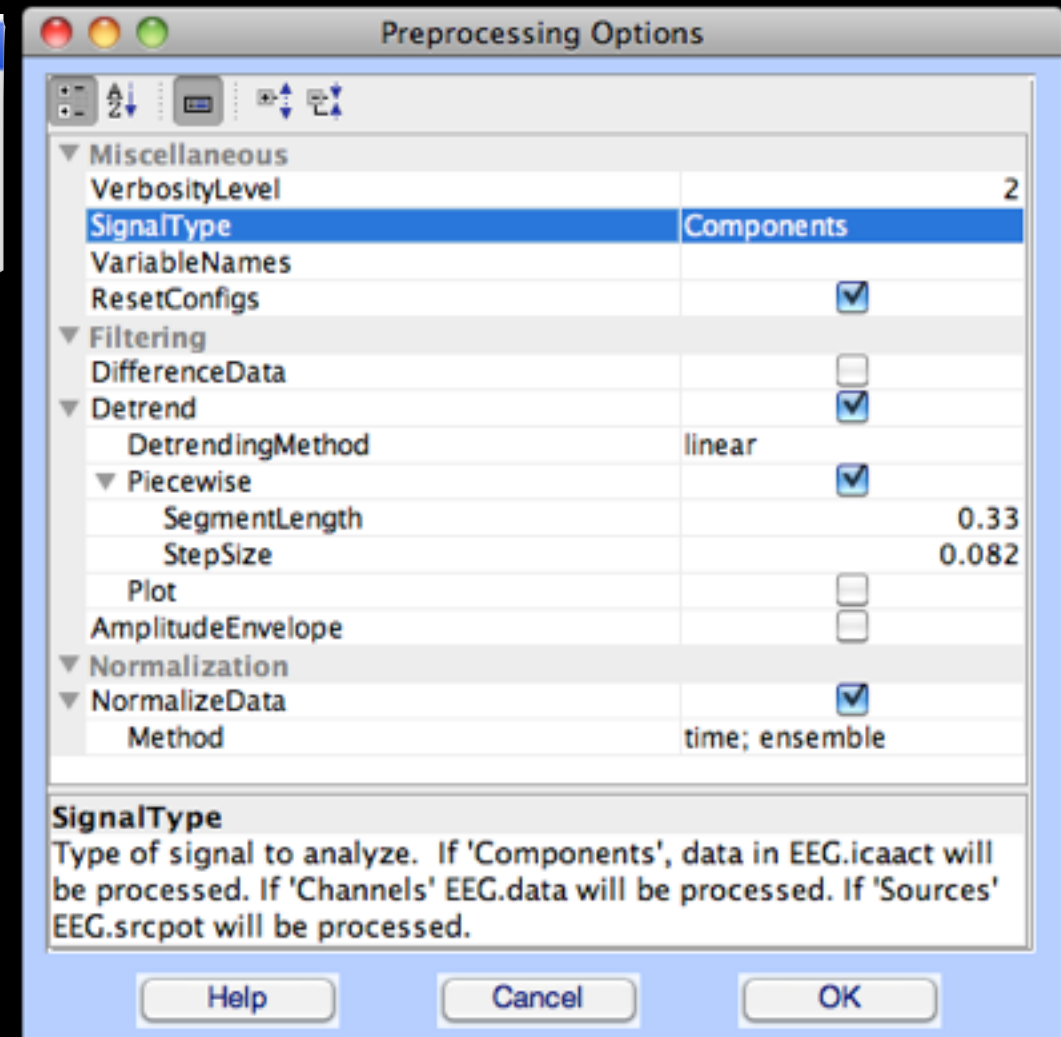 Preprocessing Options
Miscellaneous
VerbosityLevel 2
SignalType Components
VariableNames
ResetConfigs
Filtering
DifferenceData
Detrend
DetrendingMethod linear
Piecewise
SegmentLength 0.33
StepSize 0.082
Plot
AmplitudeEnvelope
Normalization
NormalizeData
Method time; ensemble
SignalType
Type of signal to analyze. If 'Components', data in EEG.icaact will
be processed. If 'Channels' EEG.data will be processed. If 'Sources'
EEG.srcpot will be processed.
Help Cancel OK